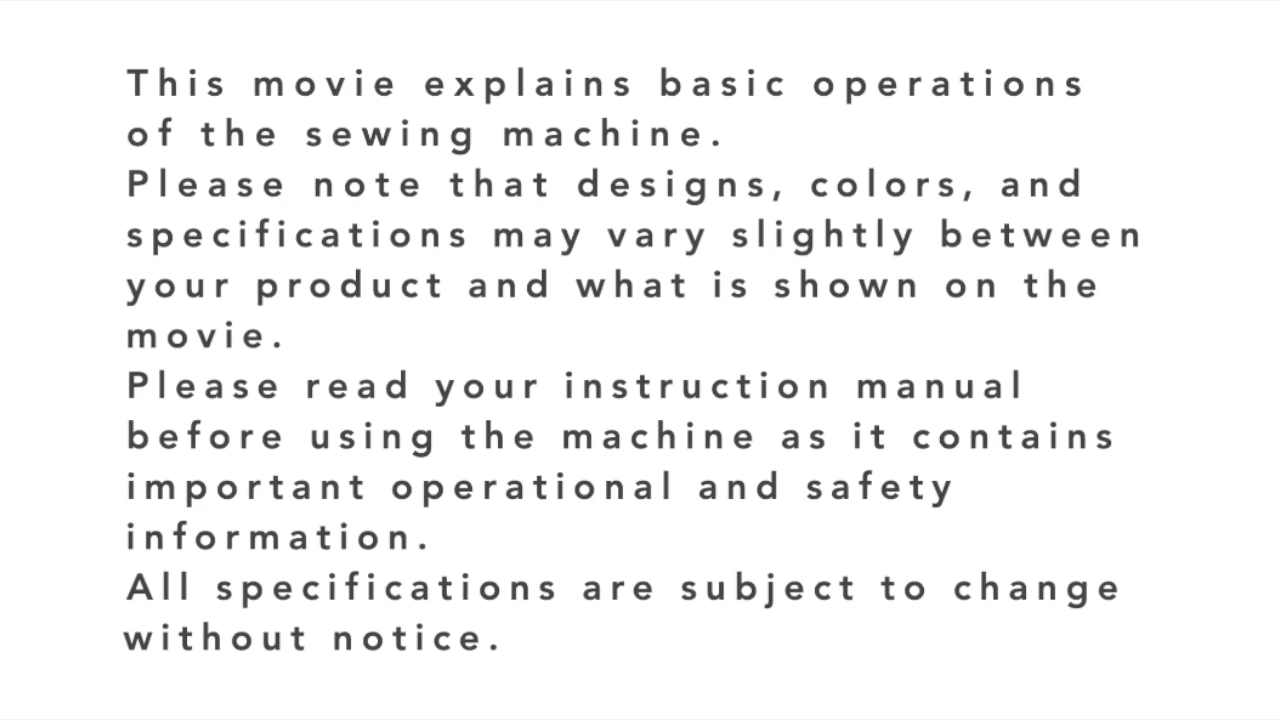 This movie explains basic operations
of the sewing machine.
Please note that designs, colors, and
specifications may vary slightly between
your product and what is shown on the
movie.
Please read your instruction manual
before using the machine as it contains
important operational and safety
information.
All specifications are subject to change
without notice.